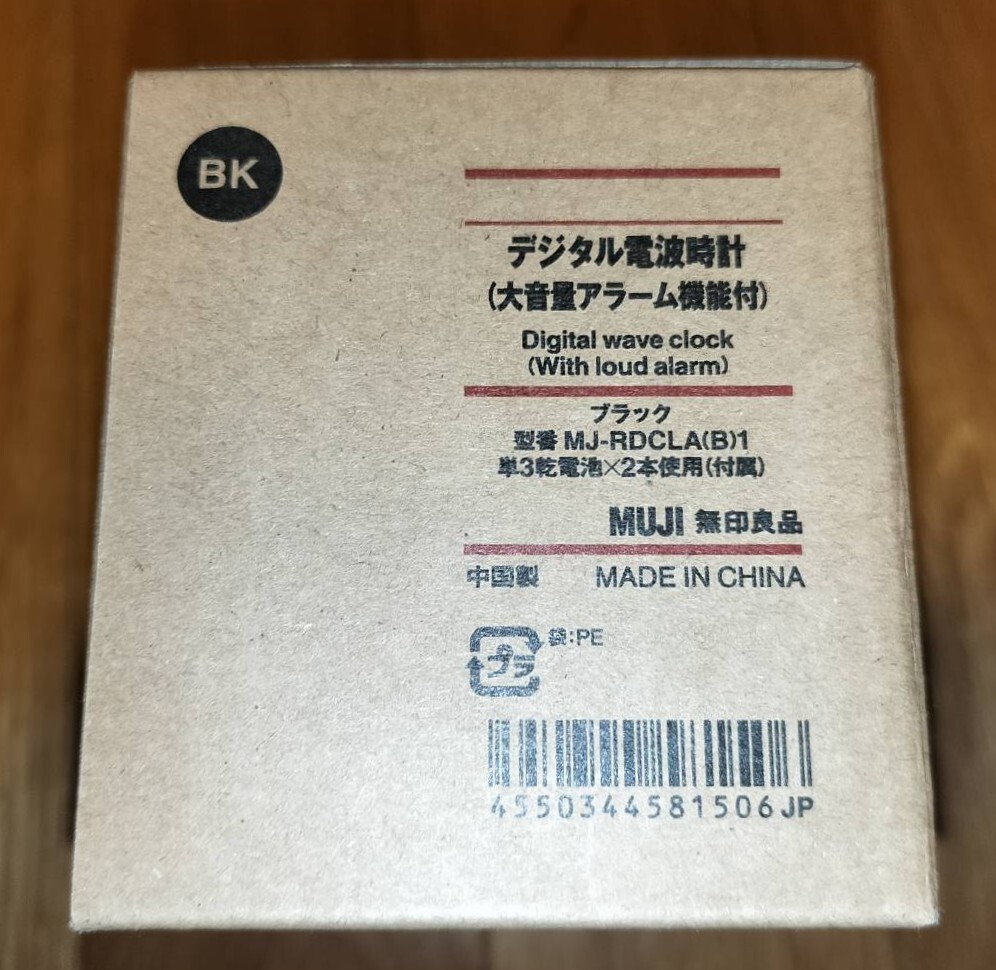 BK
デジタル電波時計
(大音量アラーム機能付)
Digital wave clock
(With loud alarm)
ブラック
型番 MJ-RDCLA(B)1
単3乾電池×2本使用(付属)
MUJI 無印良品
中国製 MADE IN CHINA
袋:PE
プラ
4550344581506JP